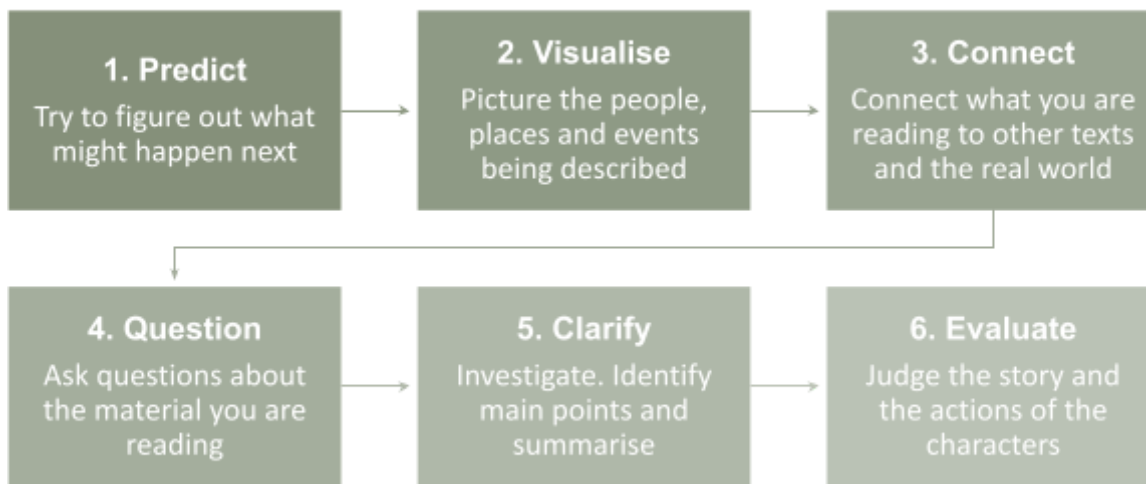 1. Predict
Try to figure out what
might happen next
2. Visualise
Picture the people,
places and events
being described
3. Connect
Connect what you are
reading to other texts
and the real world
4. Question
Ask questions about
the material you are
reading
5. Clarify
Investigate. Identify
main points and
summarise
6. Evaluate
Judge the story and
the actions of the
characters